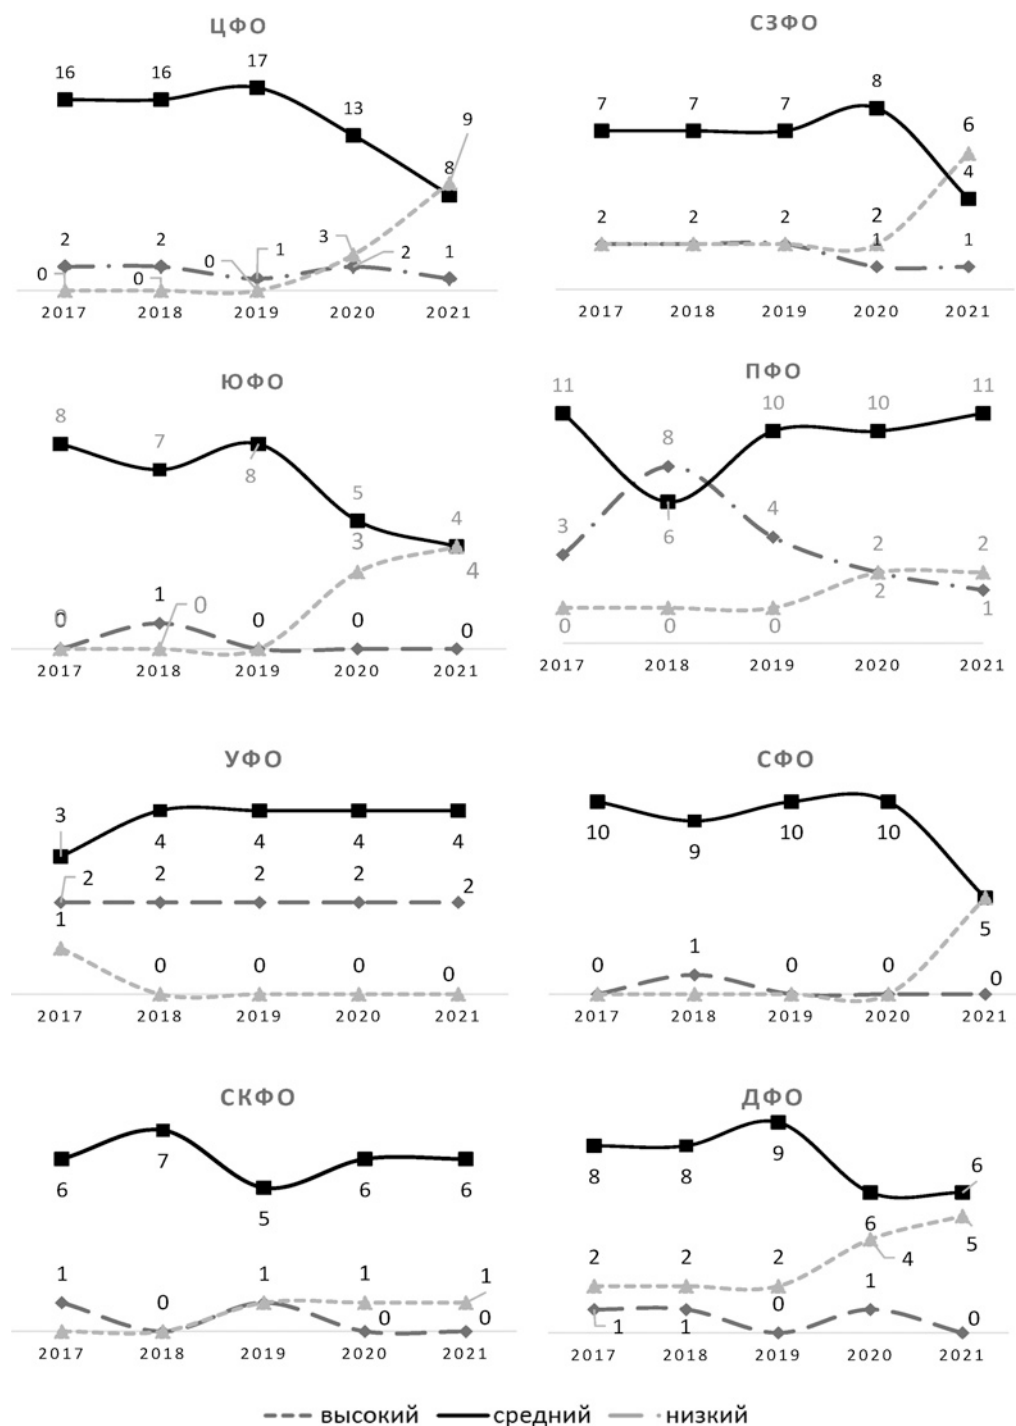 ЦФО
16 16 17 13 8 9
2 2 1 3 2 1
0 0 0
2017 2018 2019 2020 2021
СЗФО
7 7 7 8 6 4
2 2 2 2 1 1
2017 2018 2019 2020 2021
ЮФО
8 7 8 5 4
3 4
0 0 1 0 0 0 0
2017 2018 2019 2020 2021
ПФО
11 8 10 10 11
3 6 4 2 2
0 0 0 2 1
2017 2018 2019 2020 2021
УФО
3 4 4 4 4
2 2 2 2 2
1 0 0 0 0
2017 2018 2019 2020 2021
СФО
10 9 10 10 5
0 1 0 0 0
2017 2018 2019 2020 2021
СКФО
6 7 5 6 6
1 0 1 1 1
0 0
2017 2018 2019 2020 2021
ДФО
8 8 9 6 6
2 2 2 4 5
1 1 0 1 0
2017 2018 2019 2020 2021
высокий средний низкий